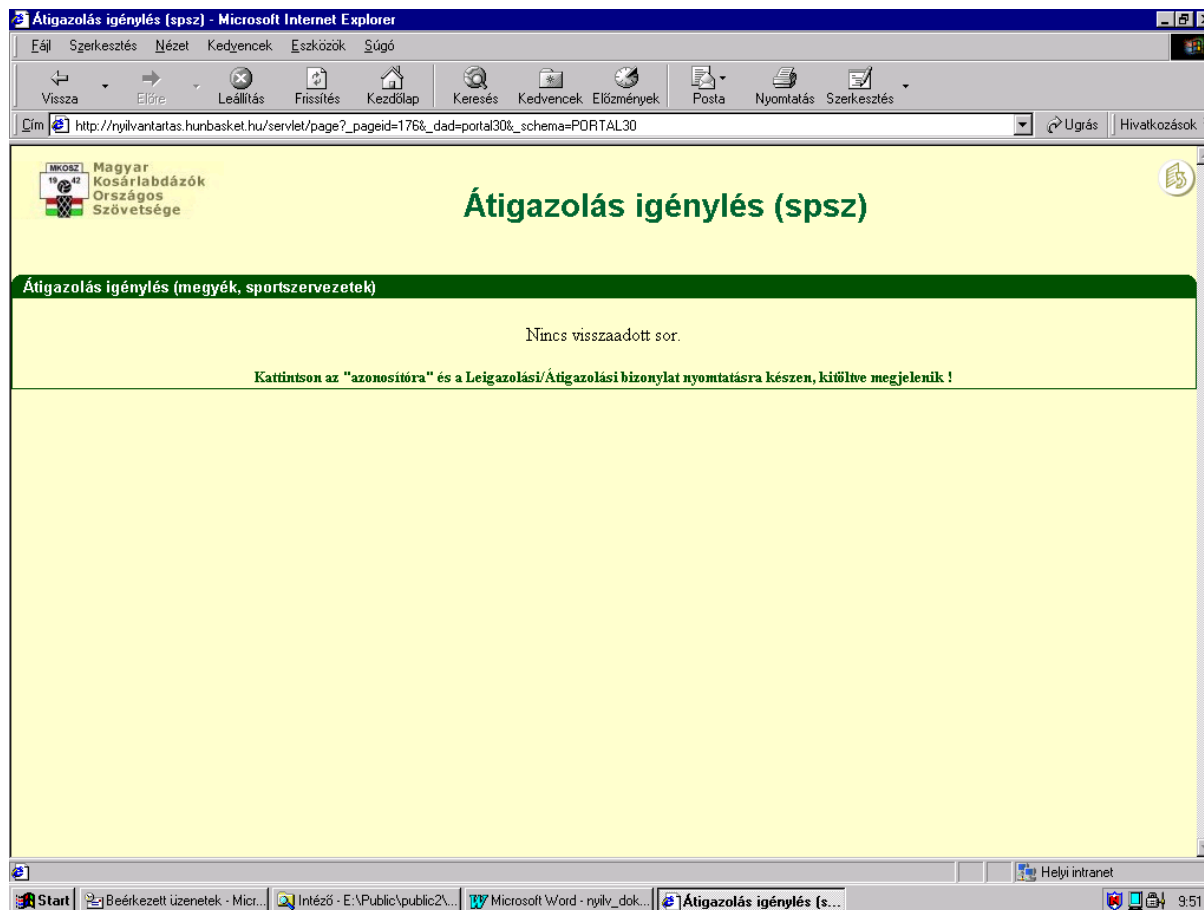 Átigazolás igénylés (spsz) - Microsoft Internet Explorer
Fájl Szerkesztés Nézet Kedvencek Eszközök Súgó
Vissza Előre Leállítás Frissítés Kezdőlap Keresés Kedvencek Előzmények Posta Nyomtatás Szerkesztés
Cím http://nyilvantartas.hunbasket.hu/servlet/page?_pageid=176&_dad=portal30&_schema=PORTAL30 Ugrás Hivatkozások
MKOSZ
19 42
Magyar
Kosárlabdázók
Országos
Szövetsége
Átigazolás igénylés (spsz)
Átigazolás igénylés (megyék, sportszervezetek)
Nincs visszaadott sor.
Kattintson az "azonosítóra" és a Leigazolási/Átigazolási bizonylat nyomtatásra készen, kitöltve megjelenik !
Helyi intranet
Start Beérkezett üzenetek - Micr... Intéző - E:\Public\public2\... Microsoft Word - nyilv_dok... Átigazolás igénylés (s... 9:51